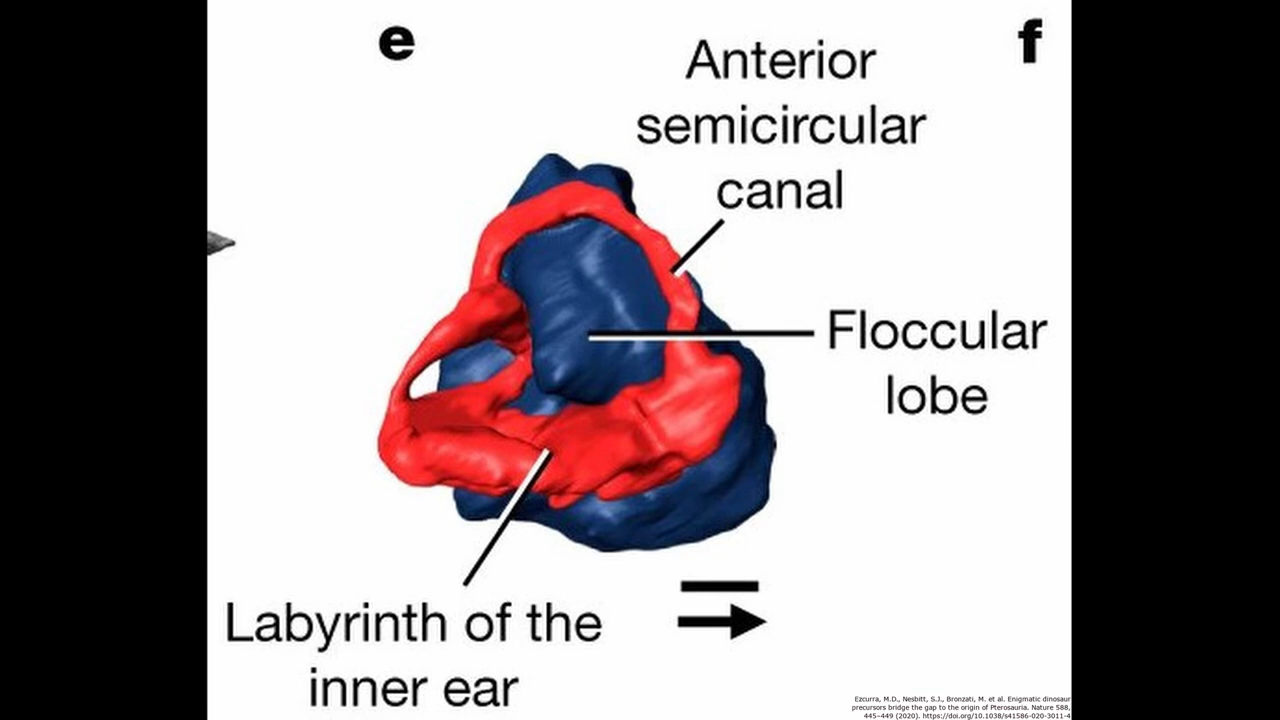 e
f
Anterior
semicircular
canal
Floccular
lobe
Labyrinth of the
inner ear
Ezcurra, M.D., Nesbitt, S.J., Bronzati, M. et al. Enigmatic dinosaur
precursors bridge the gap to the origin of Pterosauria. Nature 588,
445–449 (2020). https://doi.org/10.1038/s41586-020-3011-4